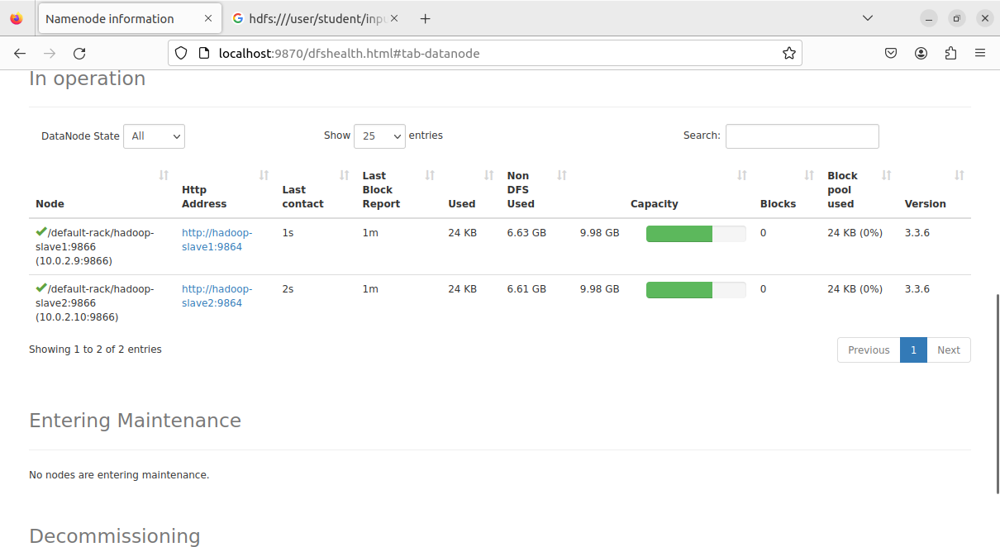 Namenode information
hdfs:///user/student/inpu
localhost:9870/dfshealth.html#tab-datanode
In operation
DataNode State All
Show 25 entries
Search:
Node
Http
Address
Last
contact
Last
Block
Report
Used
Non
DFS
Used
Capacity
Blocks
Block
pool
used
Version
/default-rack/hadoop-
slave1:9866
(10.0.2.9:9866)
http://hadoop-
slave1:9864
1s
1m
24 KB
6.63 GB
9.98 GB
0
24 KB (0%)
3.3.6
/default-rack/hadoop-
slave2:9866
(10.0.2.10:9866)
http://hadoop-
slave2:9864
2s
1m
24 KB
6.61 GB
9.98 GB
0
24 KB (0%)
3.3.6
Showing 1 to 2 of 2 entries
Previous 1 Next
Entering Maintenance
No nodes are entering maintenance.
Decommissioning